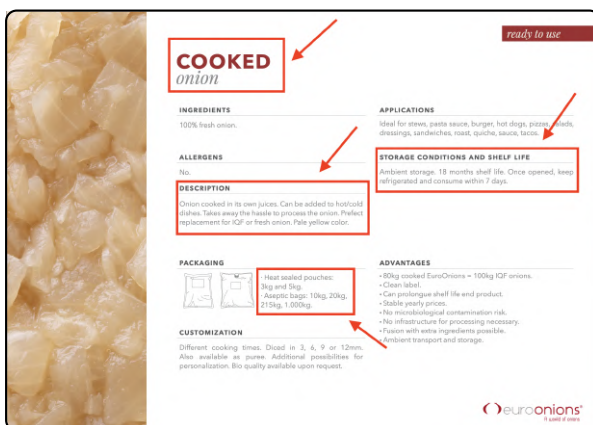 ready to use
COOKED
onion
INGREDIENTS
100% fresh onion.
ALLERGENS
No.
DESCRIPTION
Onion cooked in its own juices. Can be added to hot/cold
dishes. Takes away the hassle to process the onion. Prefect
replacement for IQF or fresh onion. Pale yellow color.
PACKAGING
- Heat sealed pouches:
3kg and 5kg.
- Aseptic bags: 10kg, 20kg,
215kg, 1.000kg.
CUSTOMIZATION
Different cooking times. Diced in 3, 6, 9 or 12mm.
Also available as puree. Additional possibilities for
personalization. Bio quality available upon request.
APPLICATIONS
Ideal for stews, pasta sauce, burger, hot dogs, pizzas, salads,
dressings, sandwiches, roast, quiche, sauce, tacos.
STORAGE CONDITIONS AND SHELF LIFE
Ambient storage. 18 months shelf life. Once opened, keep
refrigerated and consume within 7 days.
ADVANTAGES
• 80kg cooked EuroOnions = 100kg IQF onions.
• Clean label.
• Can prolongue shelf life end product.
• Stable yearly prices.
• No microbiological contamination risk.
• No infrastructure for processing necessary.
• Fusion with extra ingredients possible.
• Ambient transport and storage.
euroonions
A world of onions